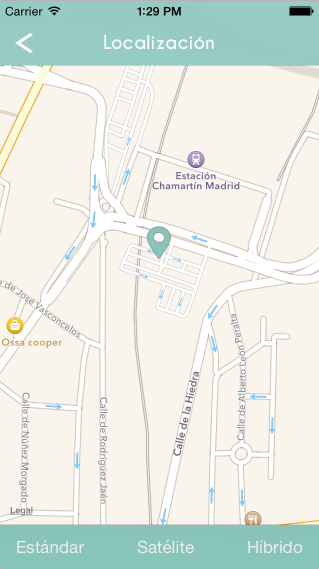 Carrier 1:29 PM
Localización
Estación
Chamartín Madrid
e de José Vasconcelos
Ossa cooper
Calle de Alberto León Peralta
Calle de la Hiedra
Calle de Núñez Morgado
Calle de Rodríguez Jaén
Legal
Estándar Satélite Híbrido